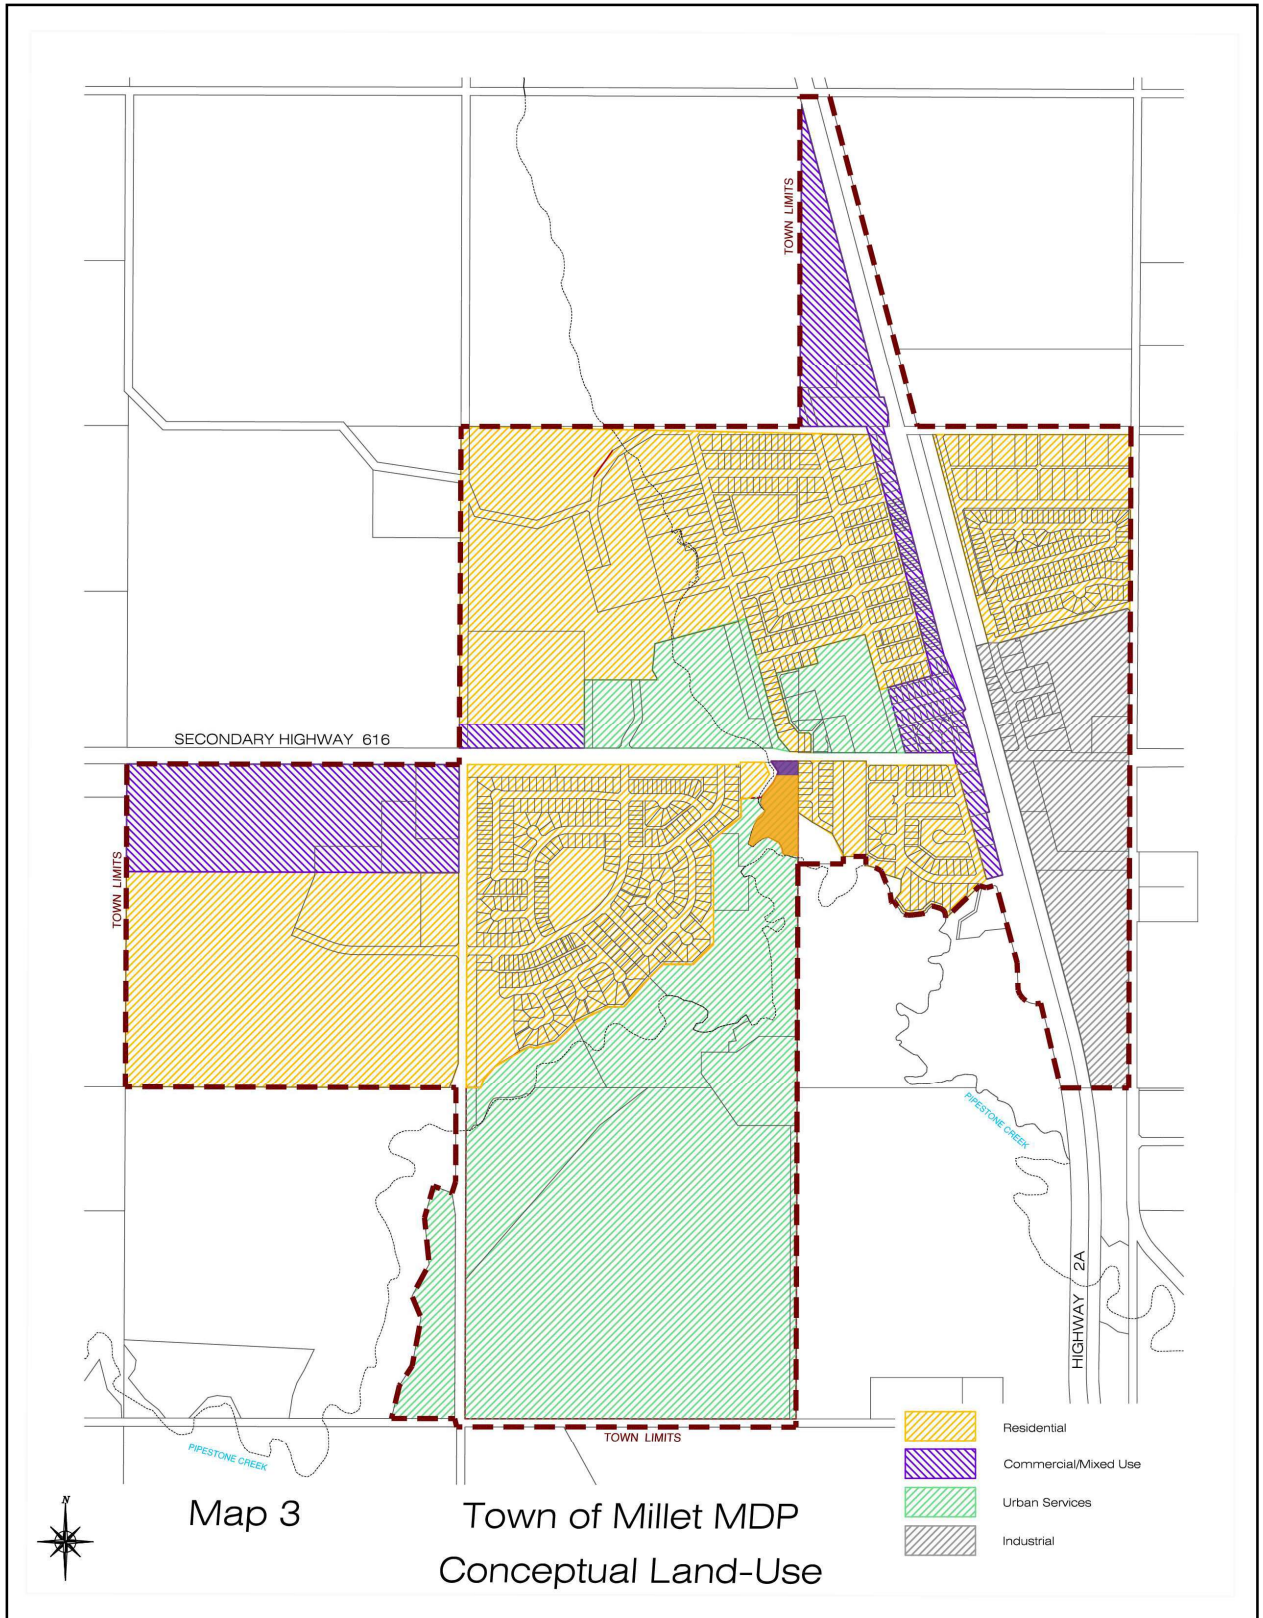 TOWN LIMITS
SECONDARY HIGHWAY 616
TOWN LIMITS
PIPESTONE CREEK
HIGHWAY 2A
TOWN LIMITS
PIPESTONE CREEK
Residential
Commercial/Mixed Use
Urban Services
Industrial
N
Map 3
Town of Millet MDP
Conceptual Land-Use